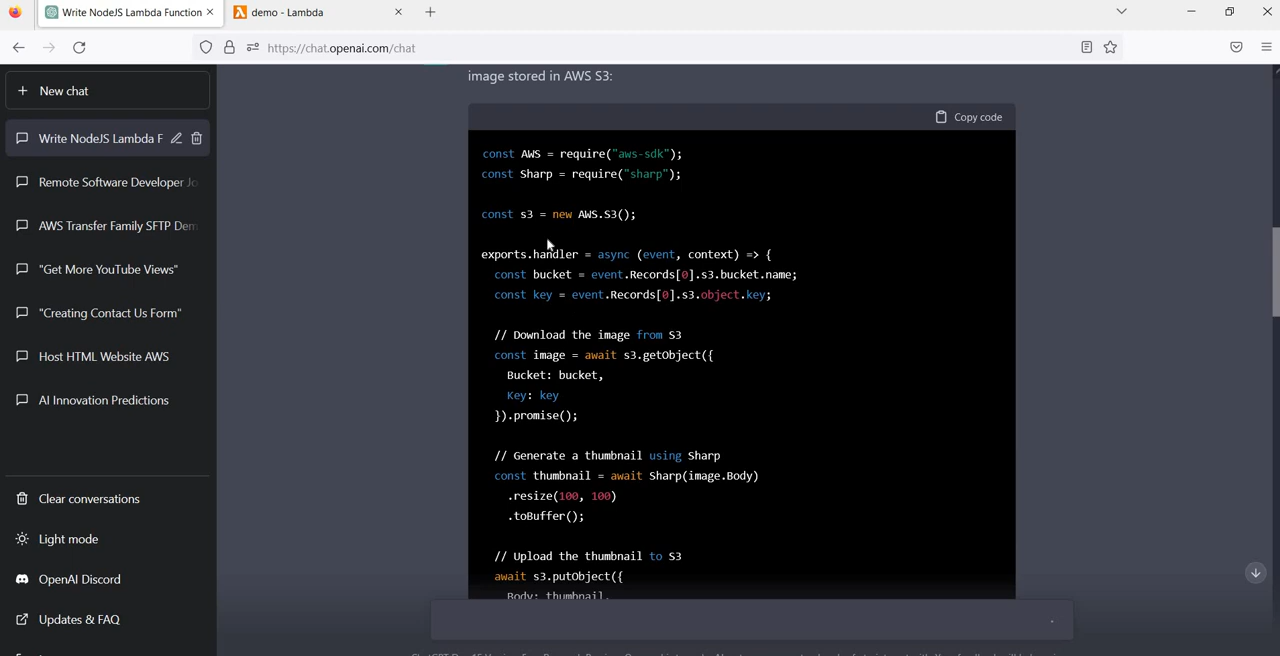 Write NodeJS Lambda Function
demo - Lambda
https://chat.openai.com/chat
New chat
Write NodeJS Lambda F
Remote Software Developer Jo
AWS Transfer Family SFTP Dem
"Get More YouTube Views"
"Creating Contact Us Form"
Host HTML Website AWS
AI Innovation Predictions
Clear conversations
Light mode
OpenAI Discord
Updates & FAQ
image stored in AWS S3:
Copy code
const AWS = require("aws-sdk");
const Sharp = require("sharp");
const s3 = new AWS.S3();
exports.handler = async (event, context) => {
const bucket = event.Records[0].s3.bucket.name;
const key = event.Records[0].s3.object.key;
// Download the image from S3
const image = await s3.getObject({
Bucket: bucket,
Key: key
}).promise();
// Generate a thumbnail using Sharp
const thumbnail = await Sharp(image.Body)
.resize(100, 100)
.toBuffer();
// Upload the thumbnail to S3
await s3.putObject({
Body: thumbnail,